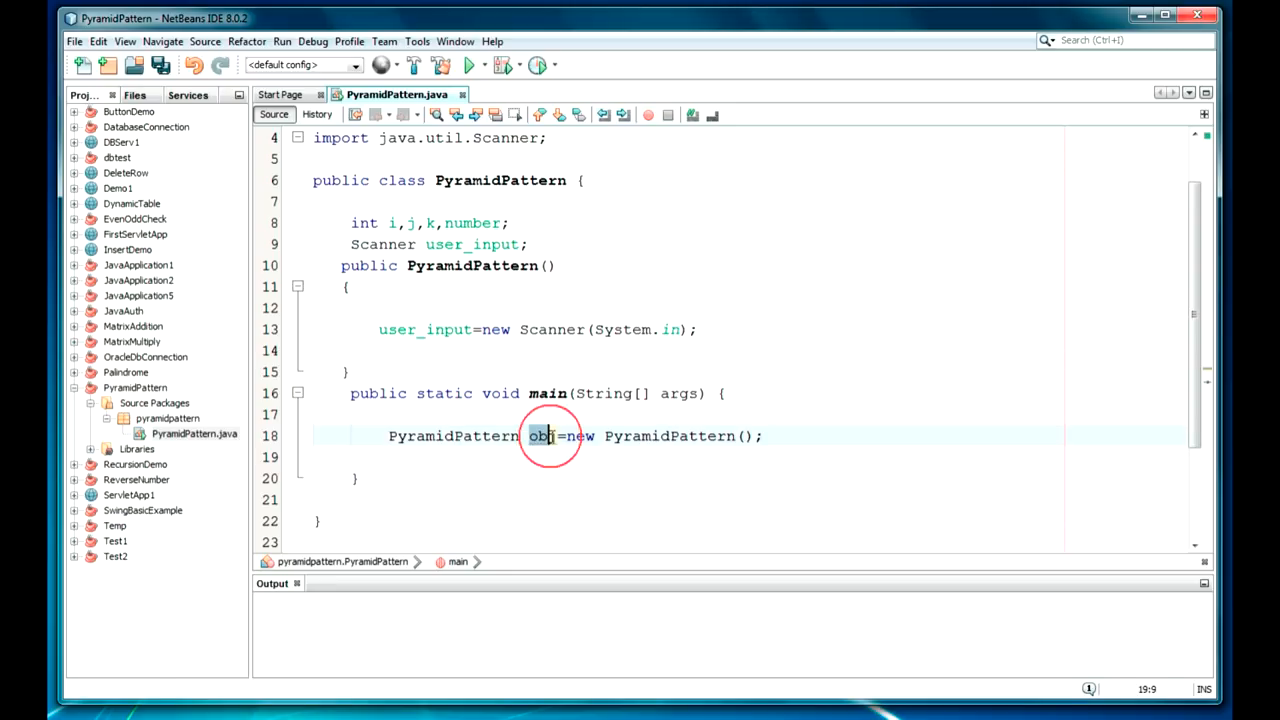 PyramidPattern - NetBeans IDE 8.0.2
File Edit View Navigate Source Refactor Run Debug Profile Team Tools Window Help
Search (Ctrl+I)
<default config>
Proj... Files Services
Start Page PyramidPattern.java
Source History
ButtonDemo
DatabaseConnection
DBServ1
dbtest
DeleteRow
Demo1
DynamicTable
EvenOddCheck
FirstServletApp
InsertDemo
JavaApplication1
JavaApplication2
JavaApplication5
JavaAuth
MatrixAddition
MatrixMultiply
OracleDbConnection
Palindrome
PyramidPattern
Source Packages
pyramidpattern
PyramidPattern.java
Libraries
RecursionDemo
ReverseNumber
ServletApp1
SwingBasicExample
Temp
Test1
Test2
4 import java.util.Scanner;
5
6 public class PyramidPattern {
7
8 int i,j,k,number;
9 Scanner user_input;
10 public PyramidPattern()
11 {
12
13 user_input=new Scanner(System.in);
14
15 }
16 public static void main(String[] args) {
17
18 PyramidPattern obj=new PyramidPattern();
19
20 }
21
22 }
23
pyramidpattern.PyramidPattern main
Output
1 19:9 INS